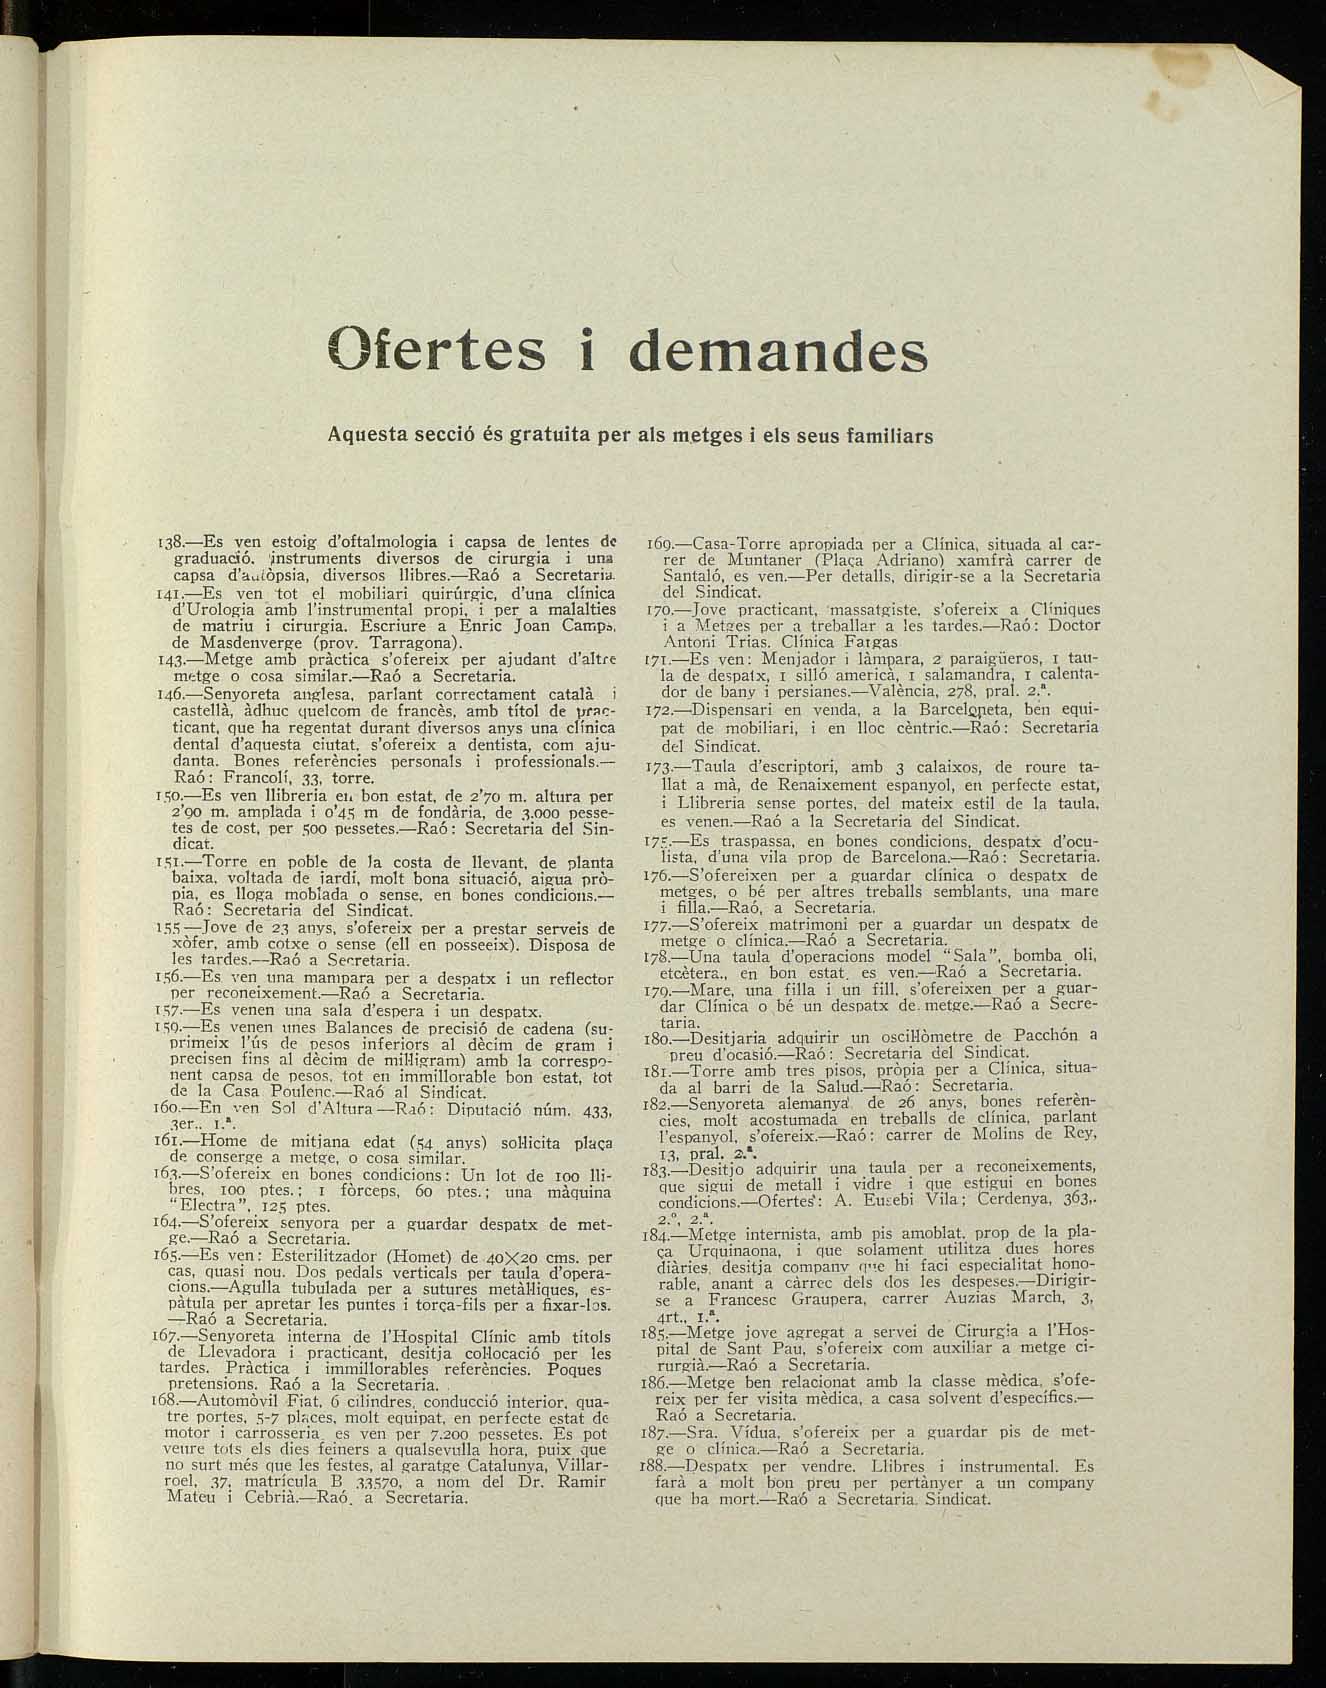 Ofertes i demandes
Aquesta secció és gratuita per als metges i els seus familiars
138.—Es ven estoig d'oftalmologia i capsa de lentes de
graduació, instruments diversos de cirurgia i una
capsa d'autòpsia, diversos llibres.—Raó a Secretaria.
141.—Es ven tot el mobiliari quirúrgic, d'una clínica
d'Urologia amb l'instrumental propi, i per a malalties
de matriu i cirurgia. Escriure a Enric Joan Camps,
de Masdenverge (prov. Tarragona).
143.—Metge amb pràctica s'ofereix per ajudant d'altre
metge o cosa similar.—Raó a Secretaria.
146.—Senyoreta anglesa, parlant correctament català i
castellà, àdhuc quelcom de francès, amb títol de prac-
ticant, que ha regentat durant diversos anys una clínica
dental d'aquesta ciutat, s'ofereix a dentista, com aju-
danta. Bones referències personals i professionals.—
Raó: Francolí, 33, torre.
150.—Es ven llibreria en bon estat, de 2'70 m. altura per
2'90 m. amplada i 0'45 m de fondària, de 3.000 pesse-
tes de cost, per 500 pessetes.—Raó: Secretaria del Sin-
dicat.
151.—Torre en poble de la costa de llevant, de planta
baixa, voltada de jardí, molt bona situació, aigua prò-
pia, es lloga moblada o sense, en bones condicions.—
Raó: Secretaria del Sindicat.
155—Jove de 23 anys, s'ofereix per a prestar serveis de
xòfer, amb cotxe o sense (ell en posseeix). Disposa de
les tardes.—Raó a Secretaria.
156.—Es ven una mampara per a despatx i un reflector
per reconeixement.—Raó a Secretaria.
157.—Es venen una sala d'espera i un despatx.
159.—Es venen unes Balances de precisió de cadena (su-
primeix l'ús de pesos inferiors al dècim de gram i
precisen fins al dècim de mil·ligram) amb la correspo-
nent capsa de pesos, tot en immillorable bon estat, tot
de la Casa Poulenc.—Raó al Sindicat.
160.—En ven Sol d'Altura—Raó: Diputació núm. 433,
3er., 1.ª.
161.—Home de mitjana edat (54 anys) sol·licita plaça
de conserge a metge, o cosa similar.
163.—S'ofereix en bones condicions: Un lot de 100 lli-
bres, 100 ptes.; 1 fòrceps, 60 ptes.; una màquina
"Electra", 125 ptes.
164.—S'ofereix senyora per a guardar despatx de met-
ge.—Raó a Secretaria.
165.—Es ven: Esterilitzador (Homet) de 40X20 cms. per
cas, quasi nou. Dos pedals verticals per taula d'opera-
cions.—Agulla tubulada per a sutures metàl·liques, es-
pàtula per apretar les puntes i torça-fils per a fixar-los.
—Raó a Secretaria.
167.—Senyoreta interna de l'Hospital Clínic amb títols
de Llevadora i practicant, desitja col·locació per les
tardes. Pràctica i immillorables referències. Poques
pretensions. Raó a la Secretaria.
168.—Automòvil Fiat, 6 cilindres, conducció interior, qua-
tre portes, 5-7 places, molt equipat, en perfecte estat de
motor i carrosseria, es ven per 7.200 pessetes. Es pot
veure tots els dies feiners a qualsevulla hora, puix que
no surt més que les festes, al garatge Catalunya, Villar-
roel, 37, matrícula B 33570, a nom del Dr. Ramir
Mateu i Cebrià.—Raó, a Secretaria.
169.—Casa-Torre apropiada per a Clínica, situada al car-
rer de Muntaner (Plaça Adriano) xamfrà carrer de
Santaló, es ven.—Per detalls, dirigir-se a la Secretaria
del Sindicat.
170.—Jove practicant, massatgiste, s'ofereix a Clíniques
i a Metges per a treballar a les tardes.—Raó: Doctor
Antoni Trias. Clínica Fargas
171.—Es ven: Menjador i làmpara, 2 paraigüeros, 1 tau-
la de despatx, 1 silló americà, 1 salamandra, 1 calenta-
dor de bany i persianes.—València, 278, pral. 2.ª.
172.—Dispensari en venda, a la Barceloneta, ben equi-
pat de mobiliari, i en lloc cèntric.—Raó: Secretaria
del Sindicat.
173.—Taula d'escriptori, amb 3 calaixos, de roure ta-
llat a mà, de Renaixement espanyol, en perfecte estat,
i Llibreria sense portes, del mateix estil de la taula,
es venen.—Raó a la Secretaria del Sindicat.
175.—Es traspassa, en bones condicions, despatx d'ocu-
lista, d'una vila prop de Barcelona.—Raó: Secretaria.
176.—S'ofereixen per a guardar clínica o despatx de
metges, o bé per altres treballs semblants, una mare
i filla.—Raó, a Secretaria.
177.—S'ofereix matrimoni per a guardar un despatx de
metge o clínica.—Raó a Secretaria.
178.—Una taula d'operacions model "Sala", bomba oli,
etcètera., en bon estat, es ven.—Raó a Secretaria.
179.—Mare, una filla i un fill, s'ofereixen per a guar-
dar Clínica o bé un despatx de metge.—Raó a Secre-
taria.
180.—Desitjaria adquirir un oscil·lòmetre de Pacchón a
preu d'ocasió.—Raó: Secretaria del Sindicat.
181.—Torre amb tres pisos, pròpia per a Clínica, situa-
da al barri de la Salud.—Raó: Secretaria.
182.—Senyoreta alemanya, de 26 anys, bones referèn-
cies, molt acostumada en treballs de clínica, parlant
l'espanyol, s'ofereix.—Raó: carrer de Molins de Rey,
13, pral. 2.ª.
183.—Desitjo adquirir una taula per a reconeixements,
que sigui de metall i vidre i que estigui en bones
condicions.—Ofertes: A. Eusebi Vila; Cerdenya, 363,
2.º, 2.ª.
184.—Metge internista, amb pis amoblat, prop de la pla-
ça Urquinaona, i que solament utilitza dues hores
diàries, desitja company que hi faci especialitat hono-
rable, anant a càrrec dels dos les despeses.—Dirigir-
se a Francesc Graupera, carrer Auzias March, 3,
4rt., 1.ª.
185.—Metge jove agregat a servei de Cirurgia a l'Hos-
pital de Sant Pau, s'ofereix com auxiliar a metge ci-
rurgià.—Raó a Secretaria.
186.—Metge ben relacionat amb la classe mèdica, s'ofe-
reix per fer visita mèdica, a casa solvent d'específics.—
Raó a Secretaria.
187.—Sra. Vídua, s'ofereix per a guardar pis de met-
ge o clínica.—Raó a Secretaria.
188.—Despatx per vendre. Llibres i instrumental. Es
farà a molt bon preu per pertànyer a un company
que ha mort.—Raó a Secretaria. Sindicat.